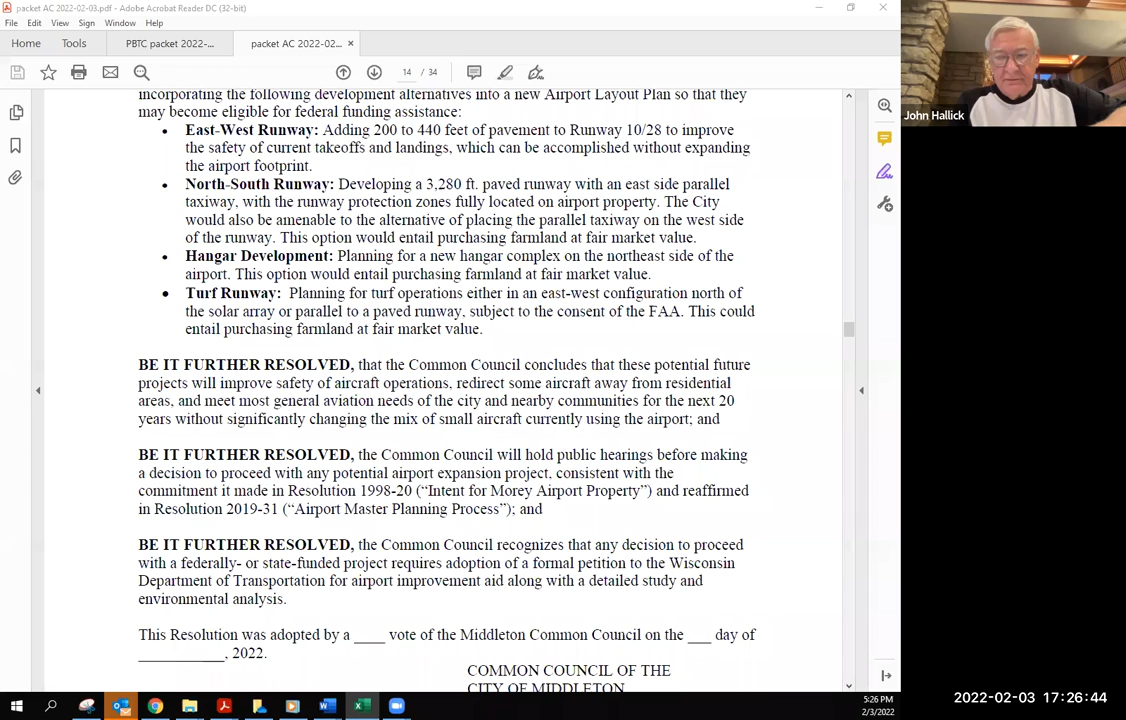 packet AC 2022-02-03.pdf - Adobe Acrobat Reader DC (32-bit)
File Edit View Sign Window Help
Home Tools PBTC packet 2022-... packet AC 2022-02... ×
14 / 34
incorporating the following development alternatives into a new Airport Layout Plan so that they
may become eligible for federal funding assistance:
• East-West Runway: Adding 200 to 440 feet of pavement to Runway 10/28 to improve
the safety of current takeoffs and landings, which can be accomplished without expanding
the airport footprint.
• North-South Runway: Developing a 3,280 ft. paved runway with an east side parallel
taxiway, with the runway protection zones fully located on airport property. The City
would also be amenable to the alternative of placing the parallel taxiway on the west side
of the runway. This option would entail purchasing farmland at fair market value.
• Hangar Development: Planning for a new hangar complex on the northeast side of the
airport. This option would entail purchasing farmland at fair market value.
• Turf Runway: Planning for turf operations either in an east-west configuration north of
the solar array or parallel to a paved runway, subject to the consent of the FAA. This could
entail purchasing farmland at fair market value.
BE IT FURTHER RESOLVED, that the Common Council concludes that these potential future
projects will improve safety of aircraft operations, redirect some aircraft away from residential
areas, and meet most general aviation needs of the city and nearby communities for the next 20
years without significantly changing the mix of small aircraft currently using the airport; and
BE IT FURTHER RESOLVED, the Common Council will hold public hearings before making
a decision to proceed with any potential airport expansion project, consistent with the
commitment it made in Resolution 1998-20 (“Intent for Morey Airport Property”) and reaffirmed
in Resolution 2019-31 (“Airport Master Planning Process”); and
BE IT FURTHER RESOLVED, the Common Council recognizes that any decision to proceed
with a federally- or state-funded project requires adoption of a formal petition to the Wisconsin
Department of Transportation for airport improvement aid along with a detailed study and
environmental analysis.
This Resolution was adopted by a ____ vote of the Middleton Common Council on the ___ day of
___________, 2022.
COMMON COUNCIL OF THE
CITY OF MIDDLETON
John Hallick
5:26 PM
2/3/2022
2022-02-03 17:26:44